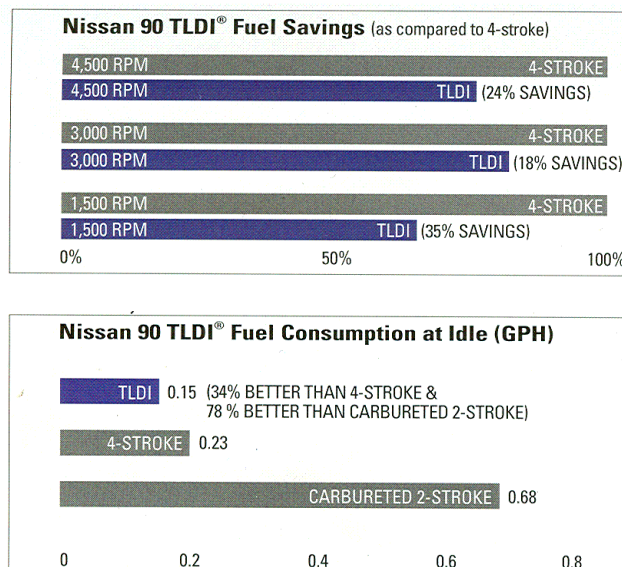 Nissan 90 TLDI® Fuel Savings (as compared to 4-stroke)
4,500 RPM 4-STROKE
4,500 RPM TLDI (24% SAVINGS)
3,000 RPM 4-STROKE
3,000 RPM TLDI (18% SAVINGS)
1,500 RPM 4-STROKE
1,500 RPM TLDI (35% SAVINGS)
0% 50% 100%
Nissan 90 TLDI® Fuel Consumption at Idle (GPH)
TLDI 0.15 (34% BETTER THAN 4-STROKE &
78 % BETTER THAN CARBURETED 2-STROKE)
4-STROKE 0.23
CARBURETED 2-STROKE 0.68
0 0.2 0.4 0.6 0.8